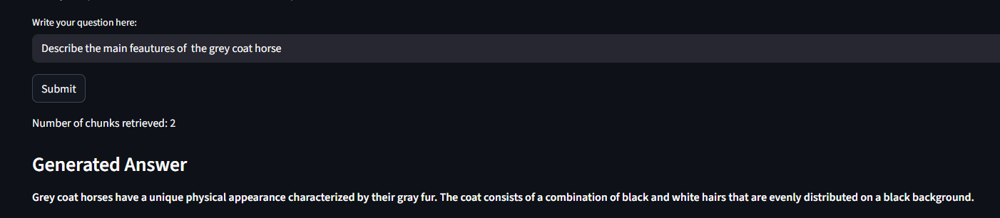 Write your question here:
Describe the main feautures of  the grey coat horse
Submit
Number of chunks retrieved: 2
Generated Answer
Grey coat horses have a unique physical appearance characterized by their gray fur. The coat consists of a combination of black and white hairs that are evenly distributed on a black background.